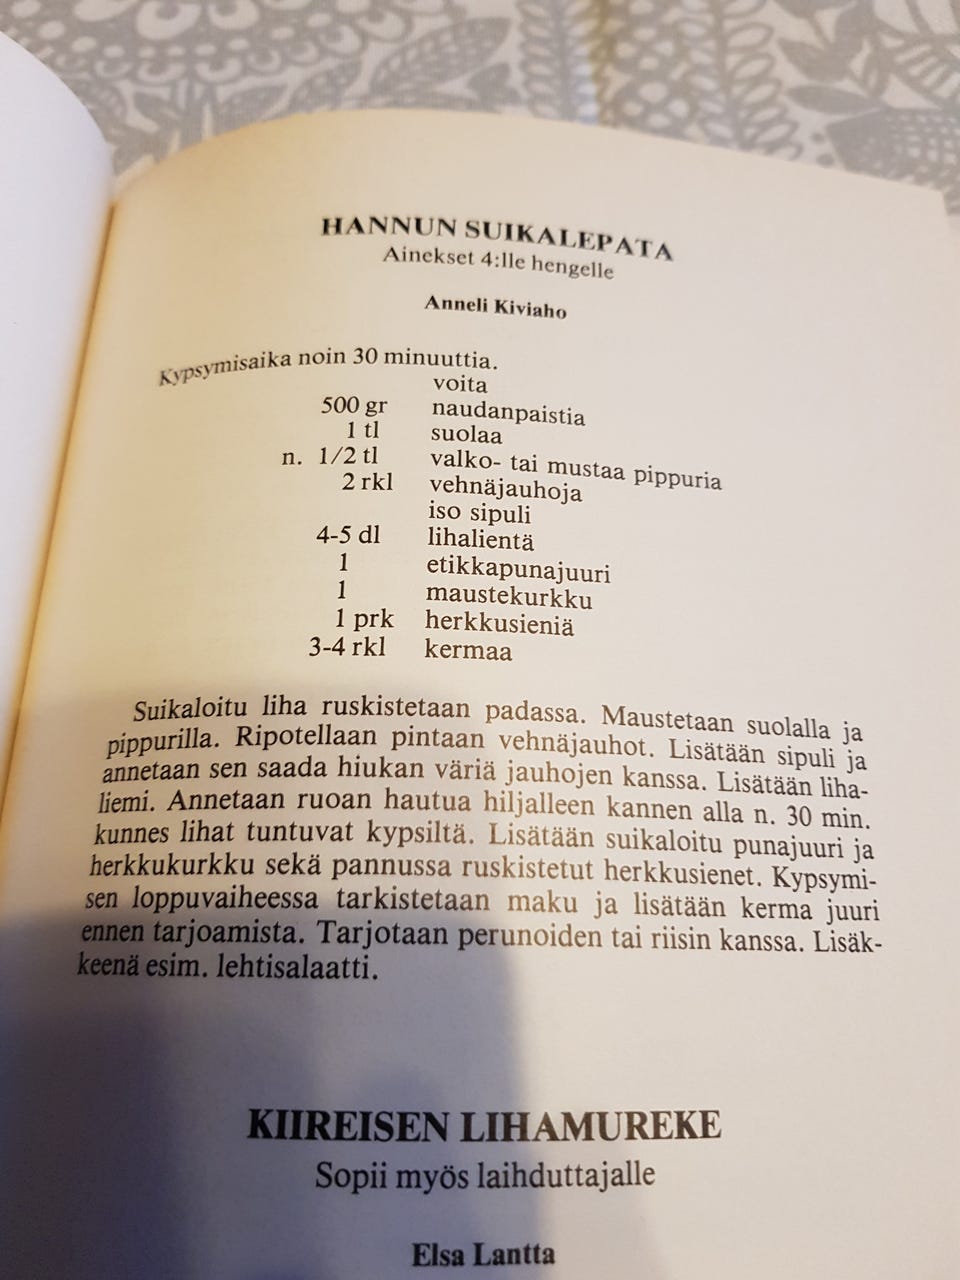 HANNUN SUIKALEPATA
Ainekset 4:lle hengelle
Anneli Kiviaho
Kypsymisaika noin 30 minuuttia.
voita
500 gr naudanpaistia
1 tl suolaa
n. 1/2 tl valko- tai mustaa pippuria
2 rkl vehnäjauhoja
iso sipuli
4-5 dl lihalientä
1 etikkapunajuuri
1 maustekurkku
1 prk herkkusieniä
3-4 rkl kermaa
Suikaloitu liha ruskistetaan padassa. Maustetaan suolalla ja
pippurilla. Ripotellaan pintaan vehnäjauhot. Lisätään sipuli ja
annetaan sen saada hiukan väriä jauhojen kanssa. Lisätään liha-
liemi. Annetaan ruoan hautua hiljalleen kannen alla n. 30 min.
kunnes lihat tuntuvat kypsiltä. Lisätään suikaloitu punajuuri ja
herkkukurkku sekä pannussa ruskistetut herkkusienet. Kypsymi-
sen loppuvaiheessa tarkistetaan maku ja lisätään kerma juuri
ennen tarjoamista. Tarjotaan perunoiden tai riisin kanssa. Lisäk-
keenä esim. lehtisalaatti.
KIIREISEN LIHAMUREKE
Sopii myös laihduttajalle
Elsa Lantta